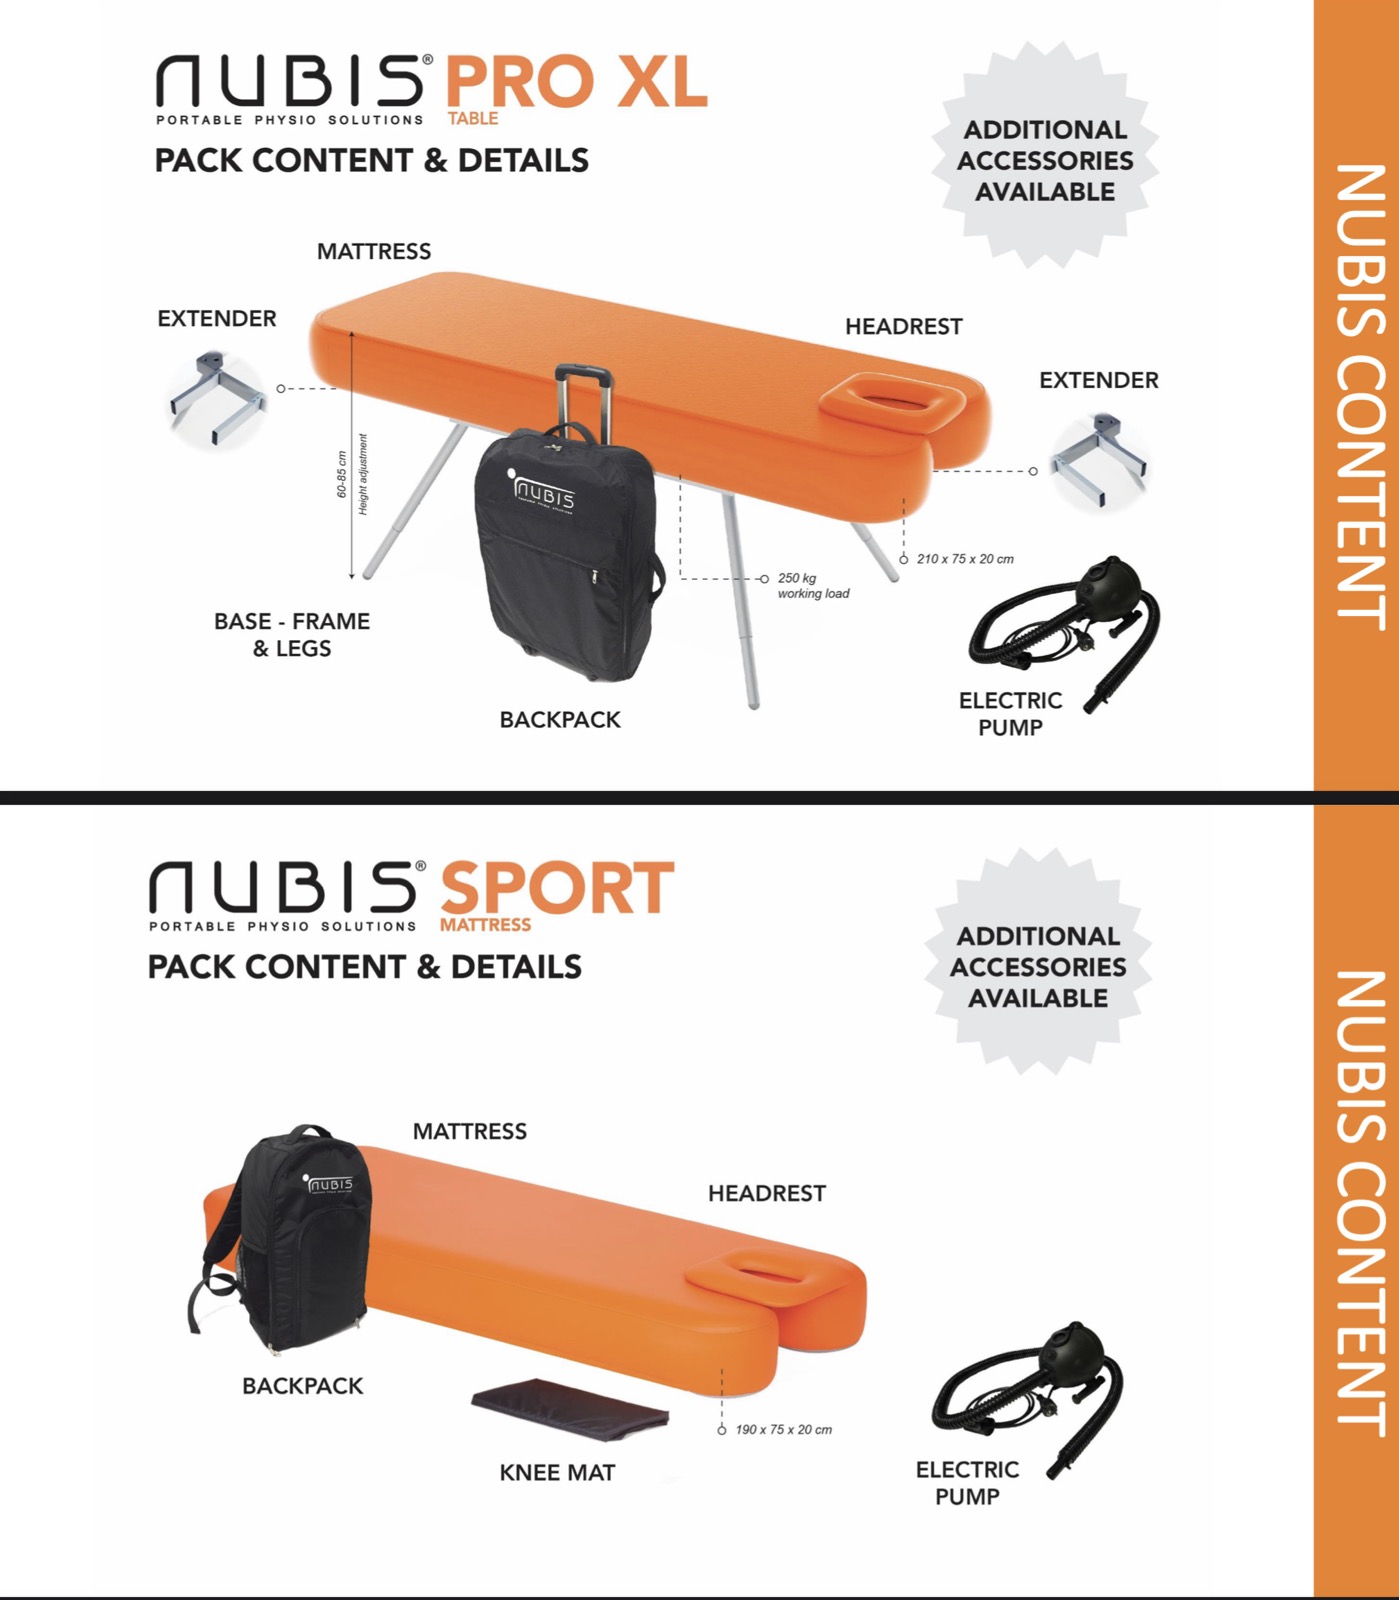 NUBIS® PRO XL
PORTABLE PHYSIO SOLUTIONS TABLE
PACK CONTENT & DETAILS
ADDITIONAL
ACCESSORIES
AVAILABLE
MATTRESS
EXTENDER
HEADREST
EXTENDER
60-85 cm
Height adjustment
NUBIS
210 x 75 x 20 cm
250 kg
working load
BASE - FRAME
& LEGS
BACKPACK
ELECTRIC
PUMP
NUBIS CONTENT
NUBIS® SPORT
PORTABLE PHYSIO SOLUTIONS MATTRESS
PACK CONTENT & DETAILS
ADDITIONAL
ACCESSORIES
AVAILABLE
MATTRESS
NUBIS
HEADREST
BACKPACK
190 x 75 x 20 cm
KNEE MAT
ELECTRIC
PUMP
NUBIS CONTENT